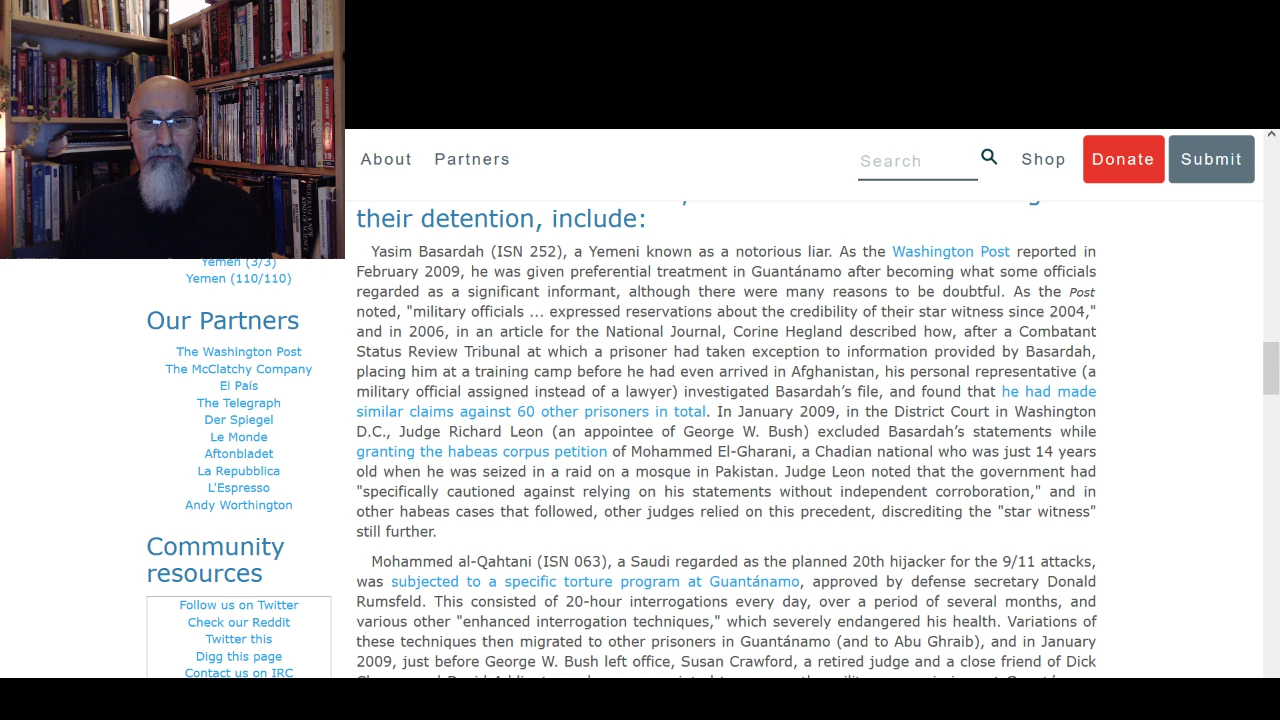 About Partners Search Shop Donate Submit
their detention, include:
Yasim Basardah (ISN 252), a Yemeni known as a notorious liar. As the Washington Post reported in
February 2009, he was given preferential treatment in Guantánamo after becoming what some officials
regarded as a significant informant, although there were many reasons to be doubtful. As the Post
noted, "military officials ... expressed reservations about the credibility of their star witness since 2004,"
and in 2006, in an article for the National Journal, Corine Hegland described how, after a Combatant
Status Review Tribunal at which a prisoner had taken exception to information provided by Basardah,
placing him at a training camp before he had even arrived in Afghanistan, his personal representative (a
military official assigned instead of a lawyer) investigated Basardah’s file, and found that he had made
similar claims against 60 other prisoners in total. In January 2009, in the District Court in Washington
D.C., Judge Richard Leon (an appointee of George W. Bush) excluded Basardah’s statements while
granting the habeas corpus petition of Mohammed El-Gharani, a Chadian national who was just 14 years
old when he was seized in a raid on a mosque in Pakistan. Judge Leon noted that the government had
"specifically cautioned against relying on his statements without independent corroboration," and in
other habeas cases that followed, other judges relied on this precedent, discrediting the "star witness"
still further.
Mohammed al-Qahtani (ISN 063), a Saudi regarded as the planned 20th hijacker for the 9/11 attacks,
was subjected to a specific torture program at Guantánamo, approved by defense secretary Donald
Rumsfeld. This consisted of 20-hour interrogations every day, over a period of several months, and
various other "enhanced interrogation techniques," which severely endangered his health. Variations of
these techniques then migrated to other prisoners in Guantánamo (and to Abu Ghraib), and in January
2009, just before George W. Bush left office, Susan Crawford, a retired judge and a close friend of Dick
Yemen (3/3)
Yemen (110/110)
Our Partners
The Washington Post
The McClatchy Company
El Pais
The Telegraph
Der Spiegel
Le Monde
Aftonbladet
La Repubblica
L'Espresso
Andy Worthington
Community
resources
Follow us on Twitter
Check our Reddit
Twitter this
Digg this page
Contact us on IRC